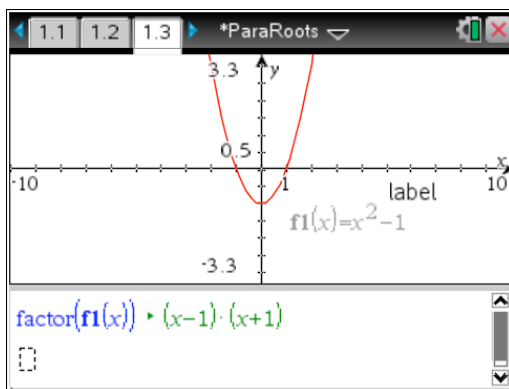 1.1 1.2 1.3 *ParaRoots
3.3 y
0.5
-10 1 10 x
label
f1(x)=x²-1
-3.3
factor(f1(x)) ▸ (x-1)·(x+1)